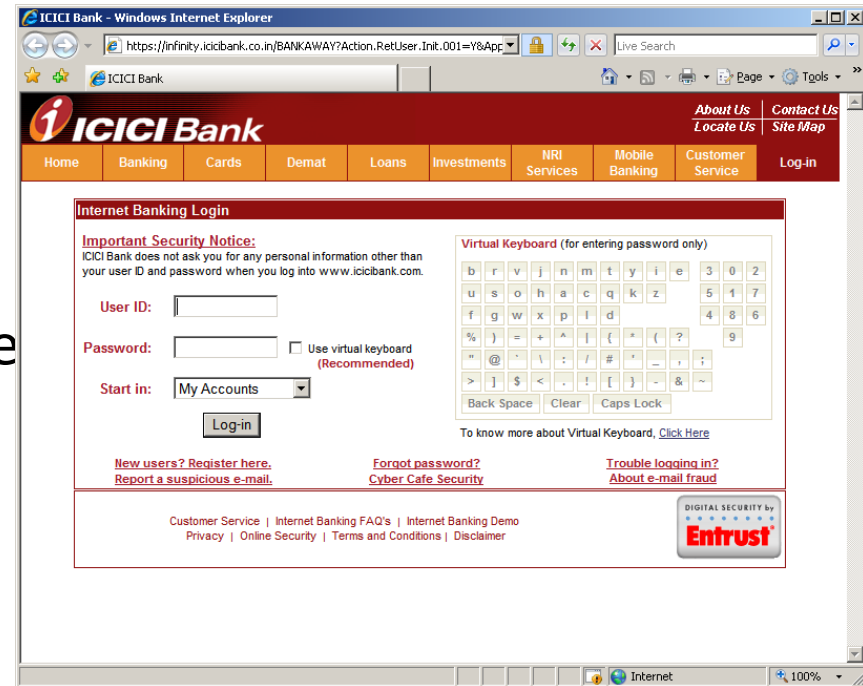 ICICI Bank - Windows Internet Explorer
https://infinity.icicibank.co.in/BANKAWAY?Action.RetUser.Init.001=Y&App
Live Search
ICICI Bank
Page Tools »
ICICI Bank
About Us | Contact Us
Locate Us | Site Map
Home Banking Cards Demat Loans Investments NRI Services Mobile Banking Customer Service Log-in
Internet Banking Login
Important Security Notice:
ICICI Bank does not ask you for any personal information other than
your user ID and password when you log into www.icicibank.com.
User ID:
Password:
Use virtual keyboard
(Recommended)
Start in: My Accounts
Log-in
Virtual Keyboard (for entering password only)
b r v j n m t y i e 3 0 2
u s o h a c q k z 5 1 7
f g w x p l d 4 8 6
% ) = + ^ | { * ( ? 9
" @ ` \ : / # ' _ , ;
> ] $ < . ! [ } - & ~
Back Space Clear Caps Lock
To know more about Virtual Keyboard, Click Here
New users? Register here. Forgot password? Trouble logging in?
Report a suspicious e-mail. Cyber Cafe Security About e-mail fraud
Customer Service | Internet Banking FAQ's | Internet Banking Demo
Privacy | Online Security | Terms and Conditions | Disclaimer
DIGITAL SECURITY by
Entrust
Internet 100%
e